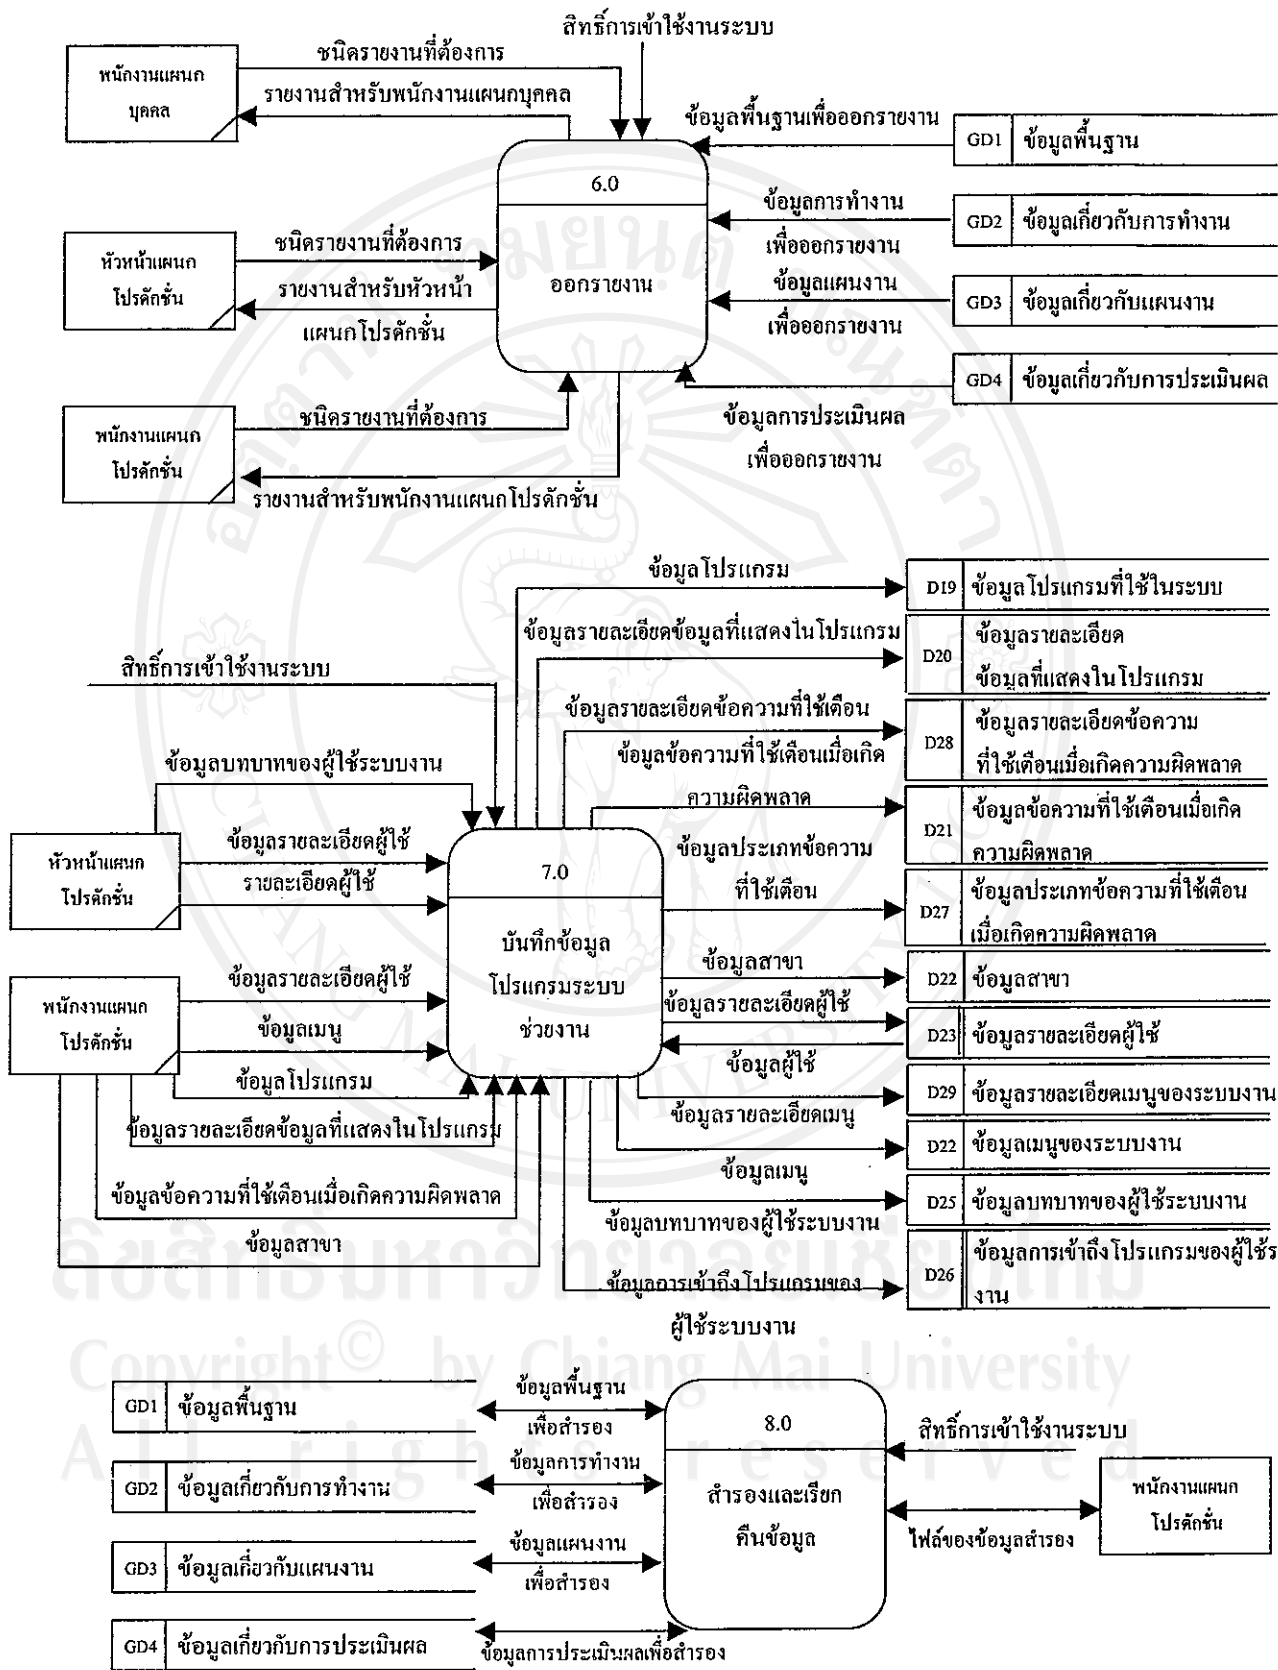 สิทธิ์การเข้าใช้งานระบบ
พนักงานแผนก
บุคคล
ชนิดรายงานที่ต้องการ
รายงานสำหรับพนักงานแผนกบุคคล
ข้อมูลพื้นฐานเพื่อออกรายงาน
GD1 ข้อมูลพื้นฐาน
6.0
ออกรายงาน
ข้อมูลการทำงาน
เพื่อออกรายงาน
GD2 ข้อมูลเกี่ยวกับการทำงาน
หัวหน้าแผนก
โปรดักชั่น
ชนิดรายงานที่ต้องการ
รายงานสำหรับหัวหน้า
แผนกโปรดักชั่น
ข้อมูลแผนงาน
เพื่อออกรายงาน
GD3 ข้อมูลเกี่ยวกับแผนงาน
GD4 ข้อมูลเกี่ยวกับการประเมินผล
ข้อมูลการประเมินผล
เพื่อออกรายงาน
พนักงานแผนก
โปรดักชั่น
ชนิดรายงานที่ต้องการ
รายงานสำหรับพนักงานแผนกโปรดักชั่น
ข้อมูลโปรแกรม
D19 ข้อมูลโปรแกรมที่ใช้ในระบบ
ข้อมูลรายละเอียดข้อมูลที่แสดงในโปรแกรม
D20 ข้อมูลรายละเอียด
ข้อมูลที่แสดงในโปรแกรม
สิทธิ์การเข้าใช้งานระบบ
ข้อมูลรายละเอียดข้อความที่ใช้เตือน
D28 ข้อมูลรายละเอียดข้อความ
ที่ใช้เตือนเมื่อเกิดความผิดพลาด
ข้อมูลข้อความที่ใช้เตือนเมื่อเกิด
ความผิดพลาด
D21 ข้อมูลข้อความที่ใช้เตือนเมื่อเกิด
ความผิดพลาด
ข้อมูลบทบาทของผู้ใช้ระบบงาน
หัวหน้าแผนก
โปรดักชั่น
ข้อมูลรายละเอียดผู้ใช้
รายละเอียดผู้ใช้
7.0
บันทึกข้อมูล
โปรแกรมระบบ
ช่วยงาน
ข้อมูลประเภทข้อความ
ที่ใช้เตือน
D27 ข้อมูลประเภทข้อความที่ใช้เตือน
เมื่อเกิดความผิดพลาด
ข้อมูลสาขา
D22 ข้อมูลสาขา
ข้อมูลรายละเอียดผู้ใช้
D23 ข้อมูลรายละเอียดผู้ใช้
ข้อมูลผู้ใช้
พนักงานแผนก
โปรดักชั่น
ข้อมูลรายละเอียดผู้ใช้
ข้อมูลเมนู
ข้อมูลโปรแกรม
ข้อมูลรายละเอียดข้อมูลที่แสดงในโปรแกรม
ข้อมูลข้อความที่ใช้เตือนเมื่อเกิดความผิดพลาด
ข้อมูลสาขา
ข้อมูลรายละเอียดเมนู
D29 ข้อมูลรายละเอียดเมนูของระบบงาน
ข้อมูลเมนู
D22 ข้อมูลเมนูของระบบงาน
ข้อมูลบทบาทของผู้ใช้ระบบงาน
D25 ข้อมูลบทบาทของผู้ใช้ระบบงาน
ข้อมูลการเข้าถึงโปรแกรมของ
ผู้ใช้ระบบงาน
D26 ข้อมูลการเข้าถึงโปรแกรมของผู้ใช้ร
งาน
GD1 ข้อมูลพื้นฐาน
ข้อมูลพื้นฐาน
เพื่อสำรอง
8.0
สำรองและเรียก
คืนข้อมูล
สิทธิ์การเข้าใช้งานระบบ
GD2 ข้อมูลเกี่ยวกับการทำงาน
ข้อมูลการทำงาน
เพื่อสำรอง
พนักงานแผนก
โปรดักชั่น
ไฟล์ของข้อมูลสำรอง
GD3 ข้อมูลเกี่ยวกับแผนงาน
ข้อมูลแผนงาน
เพื่อสำรอง
GD4 ข้อมูลเกี่ยวกับการประเมินผล
ข้อมูลการประเมินผลเพื่อสำรอง
CHIANG MAI UNIVERSITY
ลิขสิทธิ์มหาวิทยาลัยเชียงใหม่
Copyright© by Chiang Mai University
All rights reserved